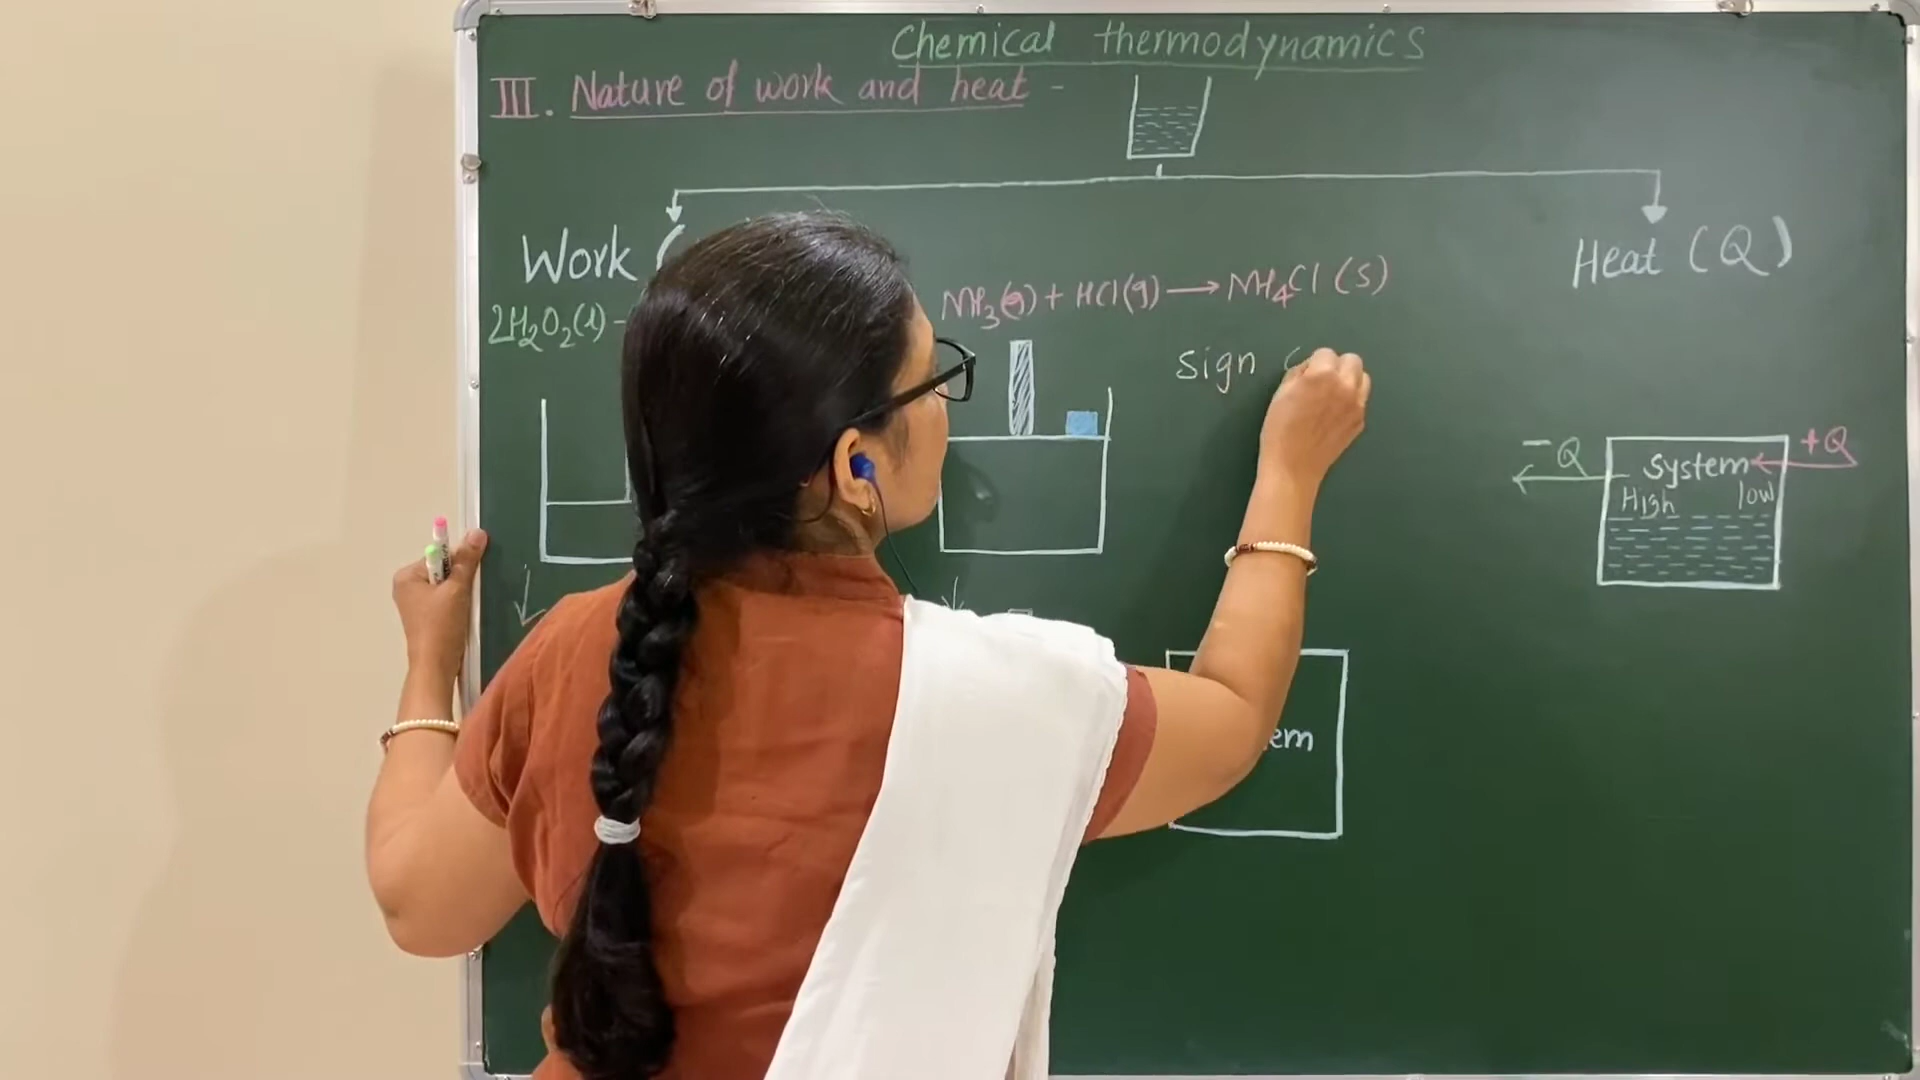 Chemical thermodynamics
III. Nature of work and heat -
Work (
Heat (Q)
2H₂O₂(l) -
NH₃(g) + HCl(g) → NH₄Cl (s)
sign
-Q
+Q
system
High low
em